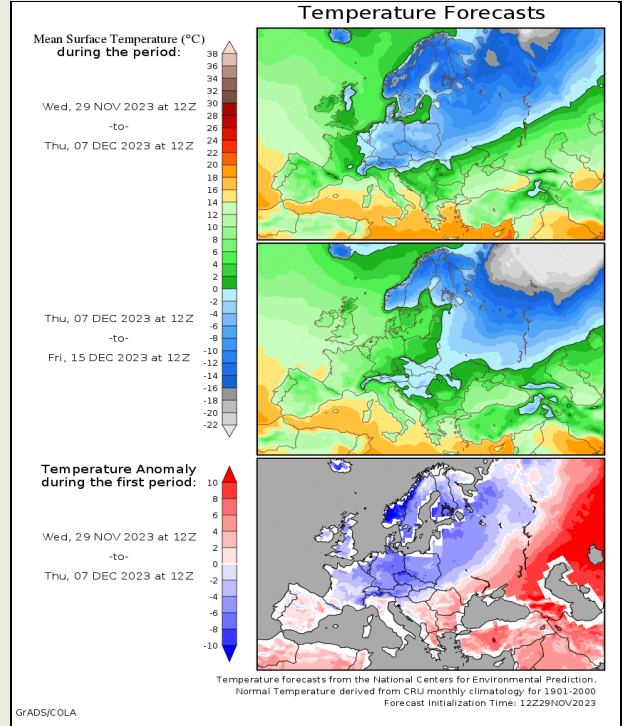 Temperature Forecasts
Mean Surface Temperature (°C)
during the period:
38
36
34
32
30
28
26
24
22
20
18
16
14
12
10
8
6
4
2
0
-2
-4
-6
-8
-10
-12
-14
-16
-18
-20
-22
Wed, 29 NOV 2023 at 12Z
-to-
Thu, 07 DEC 2023 at 12Z
Thu, 07 DEC 2023 at 12Z
-to-
Fri, 15 DEC 2023 at 12Z
Temperature Anomaly
during the first period:
10
8
6
4
2
0
-2
-4
-6
-8
-10
Wed, 29 NOV 2023 at 12Z
-to-
Thu, 07 DEC 2023 at 12Z
Temperature forecasts from the National Centers for Environmental Prediction.
Normal Temperature derived from CRU monthly climatology for 1901-2000
Forecast Initialization Time: 12Z29NOV2023
GrADS/COLA